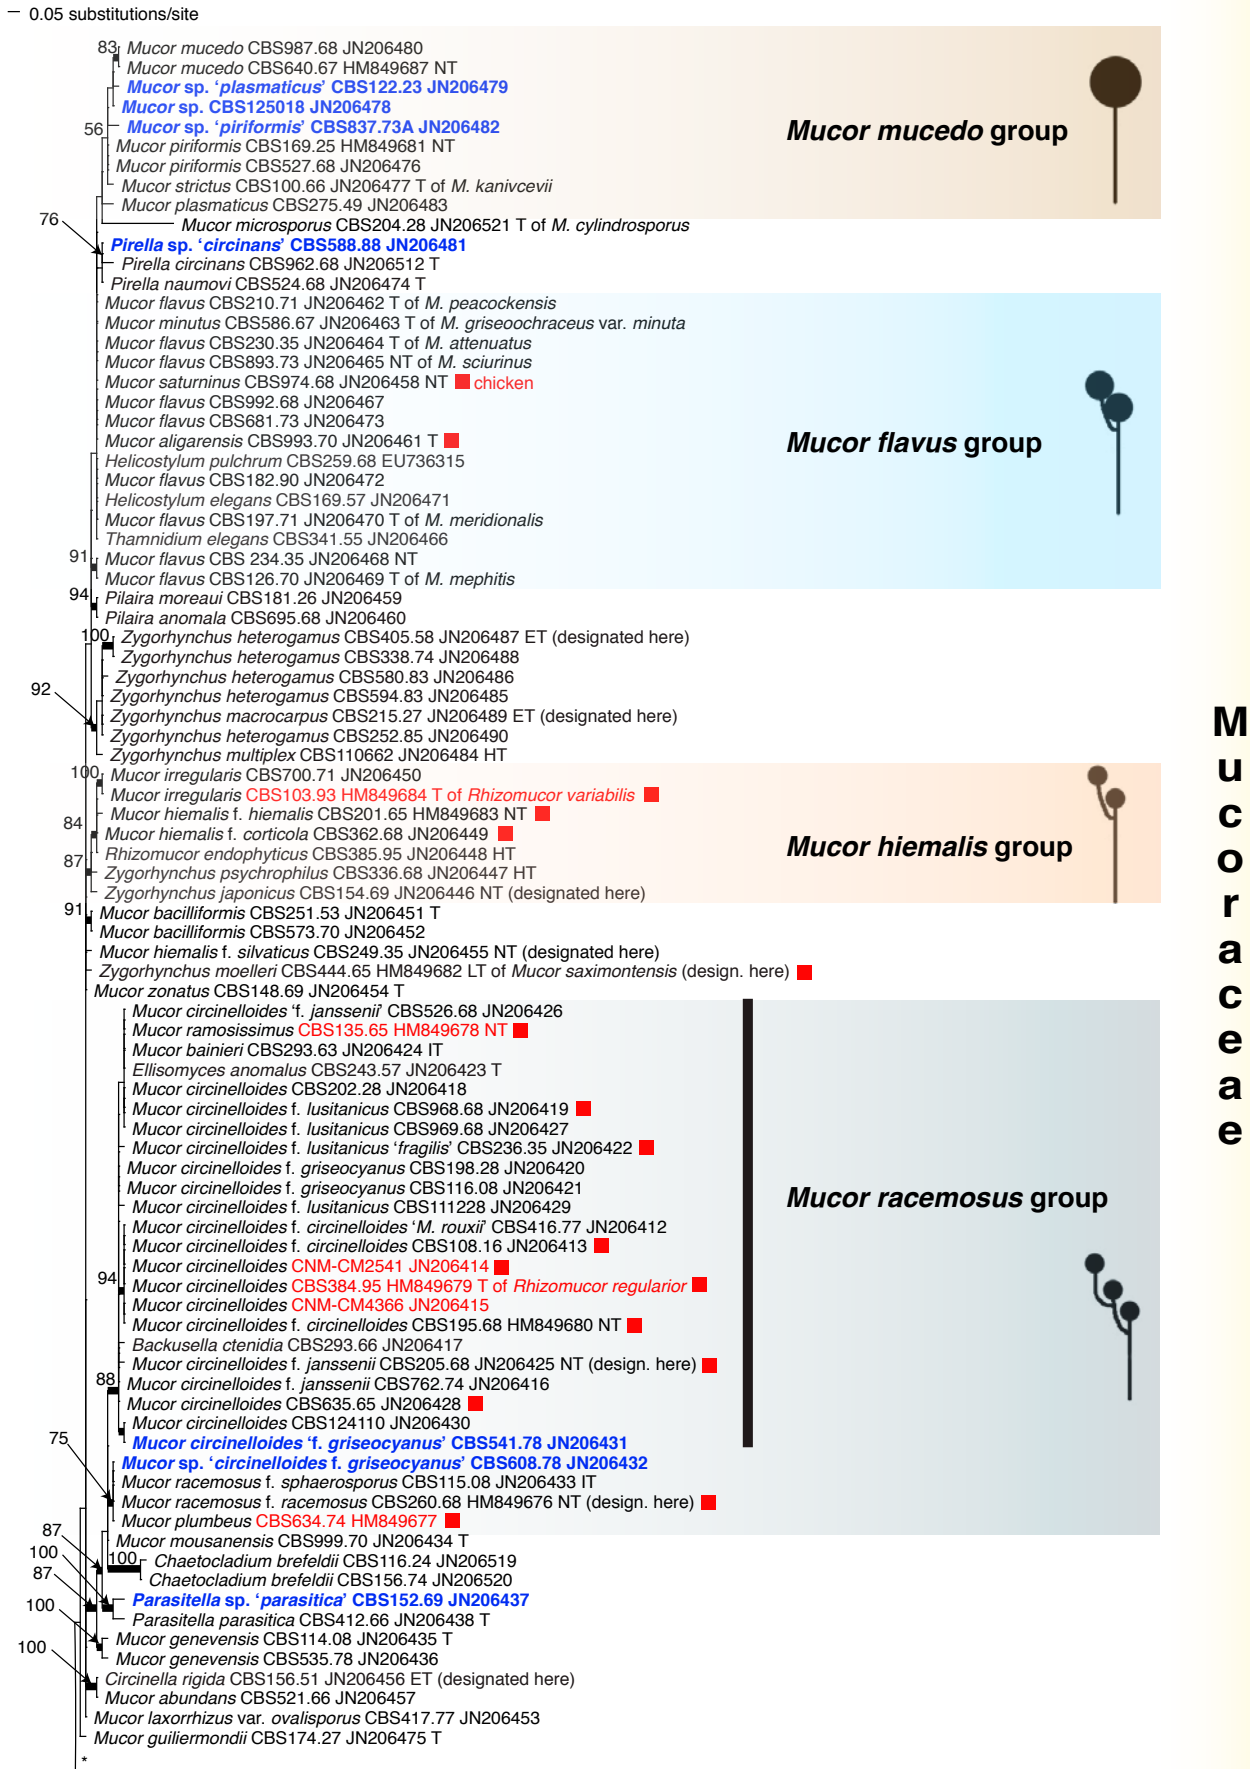 0.05 substitutions/site
83 Mucor mucedo CBS987.68 JN206480
Mucor mucedo CBS640.67 HM849687 NT
Mucor sp. ‘plasmaticus’ CBS122.23 JN206479
Mucor sp. CBS125018 JN206478
56 Mucor sp. ‘piriformis’ CBS837.73A JN206482
Mucor mucedo group
Mucor piriformis CBS169.25 HM849681 NT
Mucor piriformis CBS527.68 JN206476
Mucor strictus CBS100.66 JN206477 T of M. kanivcevii
Mucor plasmaticus CBS275.49 JN206483
76 Mucor microsporus CBS204.28 JN206521 T of M. cylindrosporus
Pirella sp. ‘circinans’ CBS588.88 JN206481
Pirella circinans CBS962.68 JN206512 T
Pirella naumovi CBS524.68 JN206474 T
Mucor flavus CBS210.71 JN206462 T of M. peacockensis
Mucor minutus CBS586.67 JN206463 T of M. griseoochraceus var. minuta
Mucor flavus CBS230.35 JN206464 T of M. attenuatus
Mucor flavus CBS893.73 JN206465 NT of M. sciurinus
Mucor saturninus CBS974.68 JN206458 NT chicken
Mucor flavus CBS992.68 JN206467
Mucor flavus CBS681.73 JN206473
Mucor aligarensis CBS993.70 JN206461 T
Mucor flavus group
Helicostylum pulchrum CBS259.68 EU736315
Mucor flavus CBS182.90 JN206472
Helicostylum elegans CBS169.57 JN206471
Mucor flavus CBS197.71 JN206470 T of M. meridionalis
Thamnidium elegans CBS341.55 JN206466
91 Mucor flavus CBS 234.35 JN206468 NT
Mucor flavus CBS126.70 JN206469 T of M. mephitis
94 Pilaira moreaui CBS181.26 JN206459
Pilaira anomala CBS695.68 JN206460
100 Zygorhynchus heterogamus CBS405.58 JN206487 ET (designated here)
Zygorhynchus heterogamus CBS338.74 JN206488
Zygorhynchus heterogamus CBS580.83 JN206486
92 Zygorhynchus heterogamus CBS594.83 JN206485
Zygorhynchus macrocarpus CBS215.27 JN206489 ET (designated here)
Zygorhynchus heterogamus CBS252.85 JN206490
Zygorhynchus multiplex CBS110662 JN206484 HT
100 Mucor irregularis CBS700.71 JN206450
Mucor irregularis CBS103.93 HM849684 T of Rhizomucor variabilis
Mucor hiemalis f. hiemalis CBS201.65 HM849683 NT
84 Mucor hiemalis f. corticola CBS362.68 JN206449
Mucor hiemalis group
87 Rhizomucor endophyticus CBS385.95 JN206448 HT
Zygorhynchus psychrophilus CBS336.68 JN206447 HT
Zygorhynchus japonicus CBS154.69 JN206446 NT (designated here)
91 Mucor bacilliformis CBS251.53 JN206451 T
Mucor bacilliformis CBS573.70 JN206452
Mucor hiemalis f. silvaticus CBS249.35 JN206455 NT (designated here)
Zygorhynchus moelleri CBS444.65 HM849682 LT of Mucor saximontensis (design. here)
Mucor zonatus CBS148.69 JN206454 T
Mucor circinelloides ‘f. janssenii’ CBS526.68 JN206426
Mucor ramosissimus CBS135.65 HM849678 NT
Mucor bainieri CBS293.63 JN206424 IT
Ellisomyces anomalus CBS243.57 JN206423 T
Mucor circinelloides CBS202.28 JN206418
Mucor circinelloides f. lusitanicus CBS968.68 JN206419
Mucor circinelloides f. lusitanicus CBS969.68 JN206427
Mucor circinelloides f. lusitanicus ‘fragilis’ CBS236.35 JN206422
Mucor circinelloides f. griseocyanus CBS198.28 JN206420
Mucor circinelloides f. griseocyanus CBS116.08 JN206421
Mucor racemosus group
Mucor circinelloides f. lusitanicus CBS111228 JN206429
Mucor circinelloides f. circinelloides ‘M. rouxii’ CBS416.77 JN206412
Mucor circinelloides f. circinelloides CBS108.16 JN206413
Mucor circinelloides CNM-CM2541 JN206414
94 Mucor circinelloides CBS384.95 HM849679 T of Rhizomucor regularior
Mucor circinelloides CNM-CM4366 JN206415
Mucor circinelloides f. circinelloides CBS195.68 HM849680 NT
Backusella ctenidia CBS293.66 JN206417
Mucor circinelloides f. janssenii CBS205.68 JN206425 NT (design. here)
88 Mucor circinelloides f. janssenii CBS762.74 JN206416
Mucor circinelloides CBS635.65 JN206428
Mucor circinelloides CBS124110 JN206430
75 Mucor circinelloides ‘f. griseocyanus’ CBS541.78 JN206431
Mucor sp. ‘circinelloides f. griseocyanus’ CBS608.78 JN206432
Mucor racemosus f. sphaerosporus CBS115.08 JN206433 IT
Mucor racemosus f. racemosus CBS260.68 HM849676 NT (design. here)
Mucor plumbeus CBS634.74 HM849677
87 Mucor mousanensis CBS999.70 JN206434 T
100 100 Chaetocladium brefeldii CBS116.24 JN206519
87 Chaetocladium brefeldii CBS156.74 JN206520
100 Parasitella sp. ‘parasitica’ CBS152.69 JN206437
Parasitella parasitica CBS412.66 JN206438 T
100 Mucor genevensis CBS114.08 JN206435 T
Mucor genevensis CBS535.78 JN206436
Circinella rigida CBS156.51 JN206456 ET (designated here)
Mucor abundans CBS521.66 JN206457
Mucor laxorrhizus var. ovalisporus CBS417.77 JN206453
Mucor guiliermondii CBS174.27 JN206475 T
*
Mucoraceae